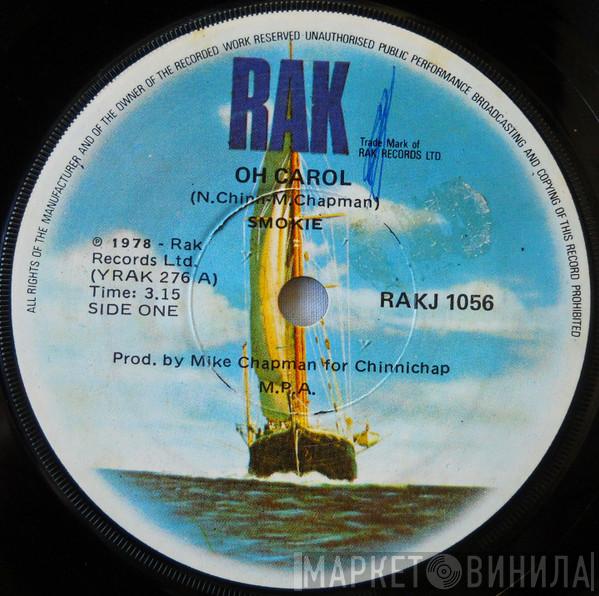 ALL RIGHTS OF THE MANUFACTURER AND OF THE OWNER OF THE RECORDED WORK RESERVED UNAUTHORISED PUBLIC PERFORMANCE BROADCASTING AND COPYING OF THIS RECORD PROHIBITED
RAK
Trade Mark of
RAK RECORDS LTD.
OH CAROL
(N.Chinn-M.Chapman)
SMOKIE
℗ 1978 - Rak
Records Ltd.
(YRAK 276 A)
Time: 3.15
SIDE ONE
RAKJ 1056
Prod. by Mike Chapman for Chinnichap
M.P.A.
МАРКЕТ ВИНИЛА